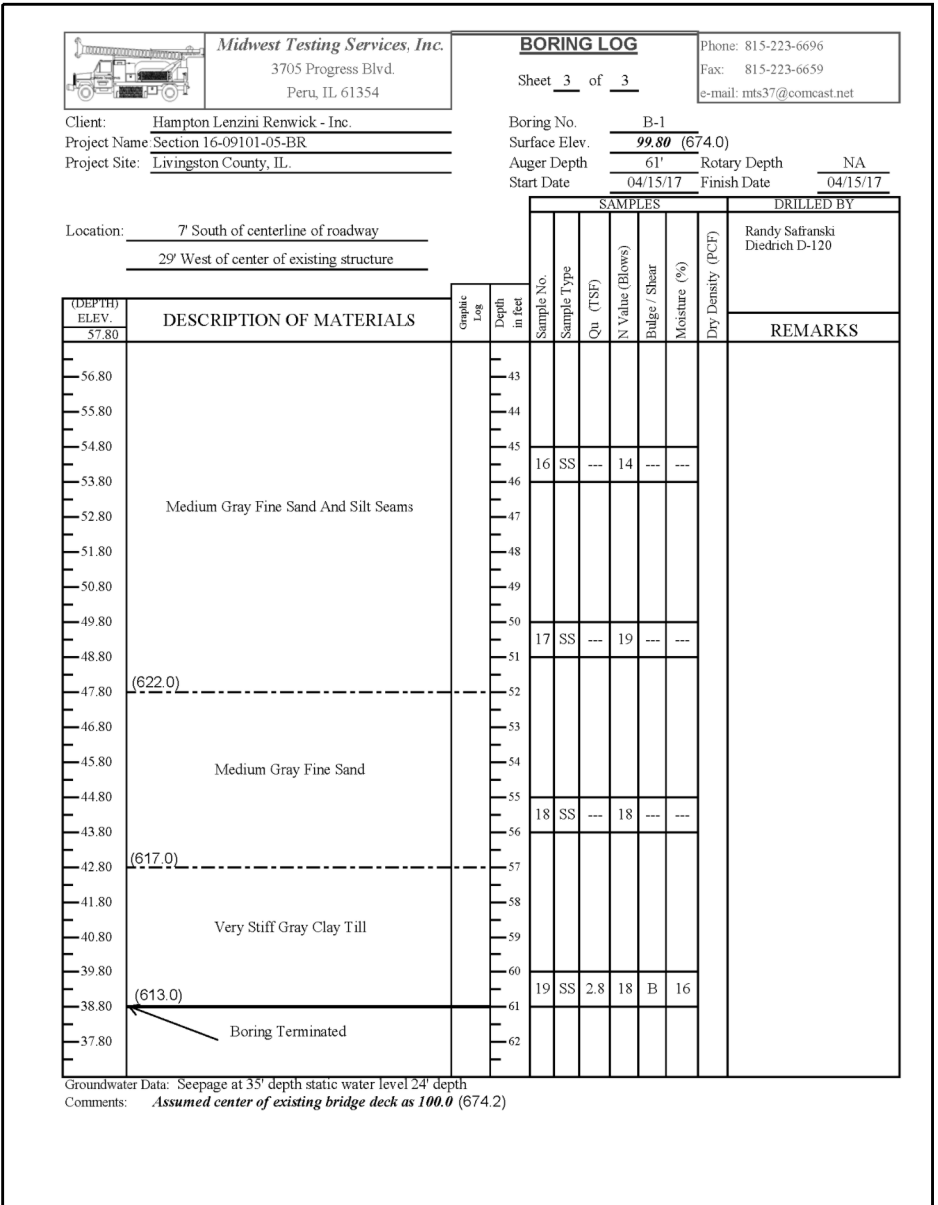 Midwest Testing Services, Inc.
3705 Progress Blvd.
Peru, IL 61354
BORING LOG
Sheet 3 of 3
Phone: 815-223-6696
Fax: 815-223-6659
e-mail: mts37@comcast.net
Client: Hampton Lenzini Renwick - Inc.
Project Name: Section 16-09101-05-BR
Project Site: Livingston County, IL.
Boring No. B-1
Surface Elev. 99.80 (674.0)
Auger Depth 61' Rotary Depth NA
Start Date 04/15/17 Finish Date 04/15/17
Location: 7' South of centerline of roadway
29' West of center of existing structure
SAMPLES
DRILLED BY
Randy Safranski
Diedrich D-120
(DEPTH)
ELEV.
57.80
DESCRIPTION OF MATERIALS
Graphic
Log
Depth
in feet
Sample No.
Sample Type
Qu (TSF)
N Value (Blows)
Bulge / Shear
Moisture (%)
Dry Density (PCF)
REMARKS
56.80 43
55.80 44
54.80 45
16 SS --- 14 --- ---
53.80 46
Medium Gray Fine Sand And Silt Seams
52.80 47
51.80 48
50.80 49
49.80 50
17 SS --- 19 --- ---
48.80 51
(622.0)
47.80 52
46.80 53
45.80 54
Medium Gray Fine Sand
44.80 55
18 SS --- 18 --- ---
43.80 56
(617.0)
42.80 57
41.80 58
Very Stiff Gray Clay Till
40.80 59
39.80 60
19 SS 2.8 18 B 16
(613.0)
38.80 61
Boring Terminated
37.80 62
Groundwater Data: Seepage at 35' depth static water level 24' depth
Comments: Assumed center of existing bridge deck as 100.0 (674.2)